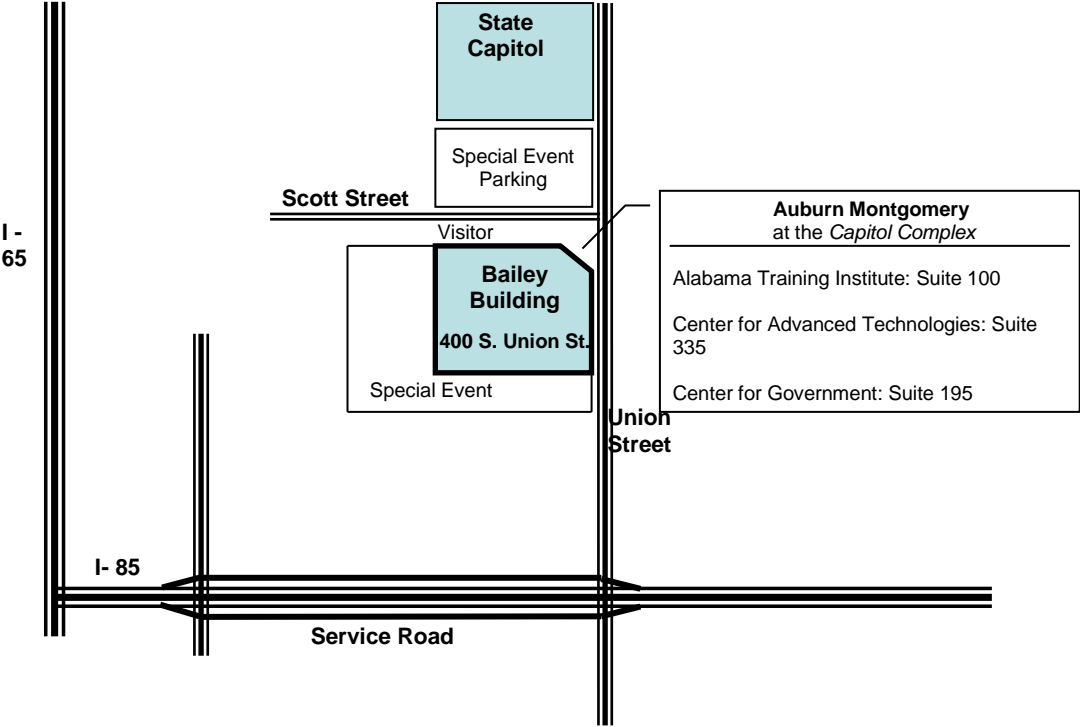 State
Capitol
Special Event
Parking
Scott Street
Visitor
I -
65
Bailey
Building
400 S. Union St.
Special Event
Auburn Montgomery
at the Capitol Complex
Alabama Training Institute: Suite 100
Center for Advanced Technologies: Suite
335
Center for Government: Suite 195
Union
Street
I- 85
Service Road